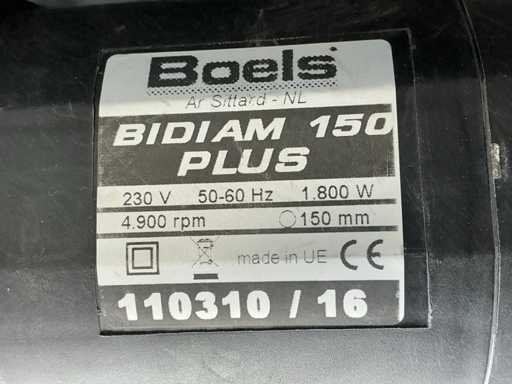 Boels
Ar Sittard - NL
BIDIAM 150
PLUS
230 V 50-60 Hz 1.800 W
4.900 rpm 150 mm
made in UE CE
110310 / 16